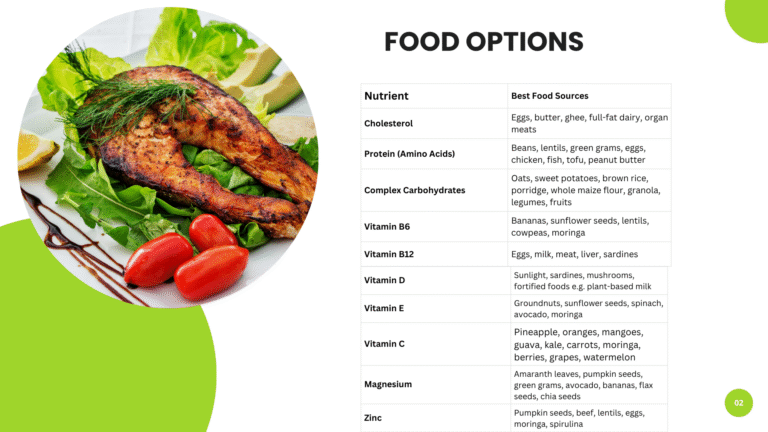 FOOD OPTIONS
Nutrient
Best Food Sources
Cholesterol
Eggs, butter, ghee, full-fat dairy, organ
meats
Protein (Amino Acids)
Beans, lentils, green grams, eggs,
chicken, fish, tofu, peanut butter
Complex Carbohydrates
Oats, sweet potatoes, brown rice,
porridge, whole maize flour, granola,
legumes, fruits
Vitamin B6
Bananas, sunflower seeds, lentils,
cowpeas, moringa
Vitamin B12
Eggs, milk, meat, liver, sardines
Vitamin D
Sunlight, sardines, mushrooms,
fortified foods e.g. plant-based milk
Vitamin E
Groundnuts, sunflower seeds, spinach,
avocado, moringa
Vitamin C
Pineapple, oranges, mangoes,
guava, kale, carrots, moringa,
berries, grapes, watermelon
Magnesium
Amaranth leaves, pumpkin seeds,
green grams, avocado, bananas, flax
seeds, chia seeds
Zinc
Pumpkin seeds, beef, lentils, eggs,
moringa, spirulina
02